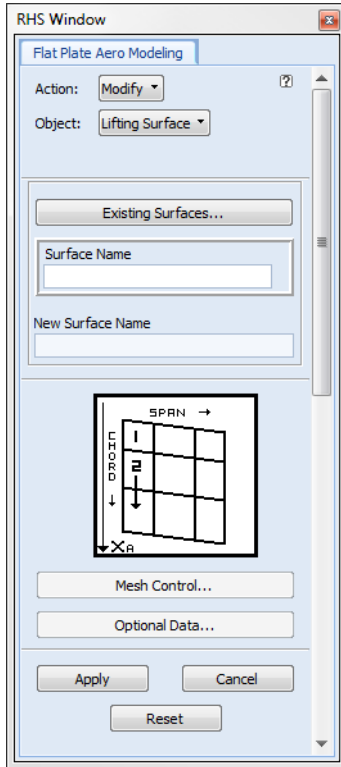 RHS Window
Flat Plate Aero Modeling
Action: Modify
?
Object: Lifting Surface
Existing Surfaces...
Surface Name
New Surface Name
SPAN →
CHORD →
1
2
XA
Mesh Control...
Optional Data...
Apply Cancel
Reset